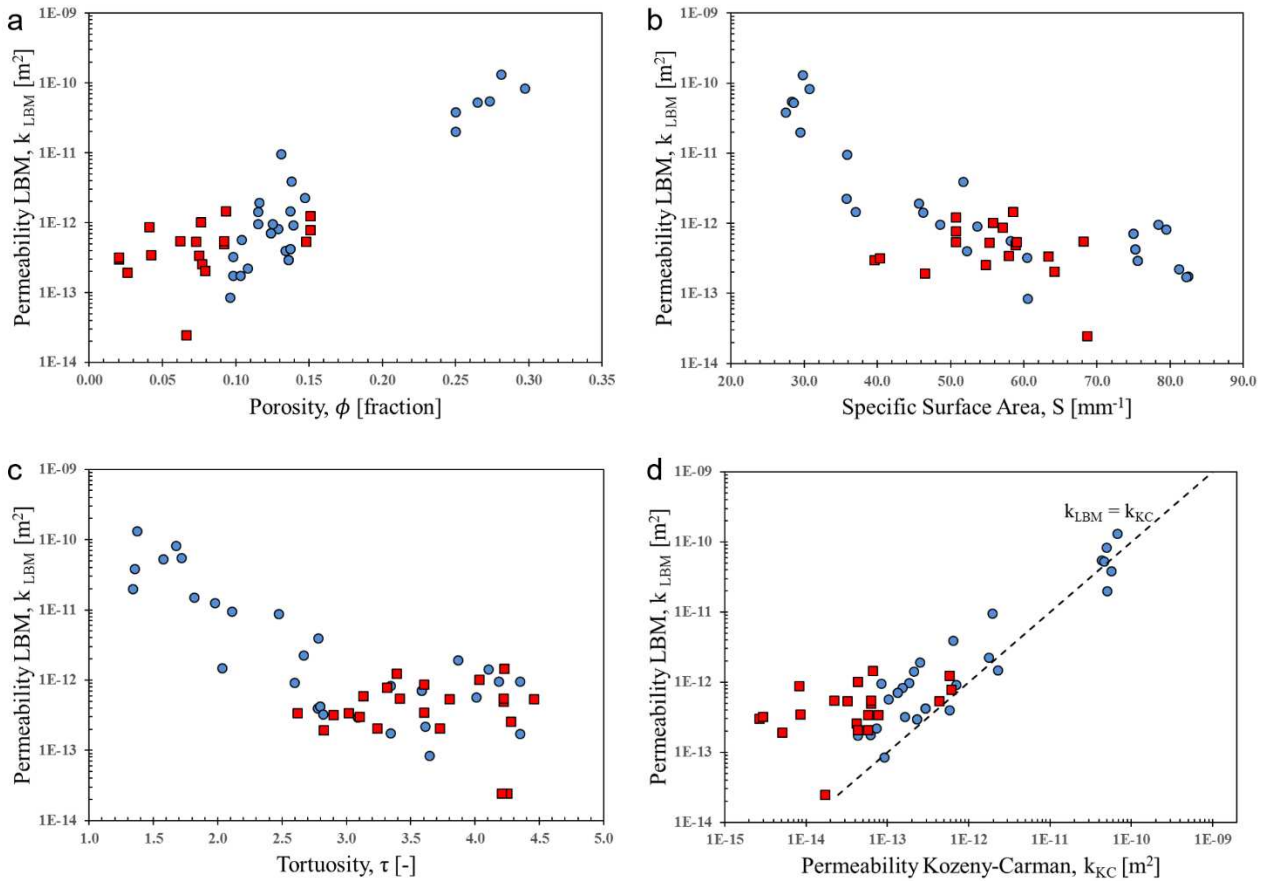 a
1E-09
1E-10
1E-11
1E-12
1E-13
1E-14
Permeability LBM, k LBM [m²]
0.00 0.05 0.10 0.15 0.20 0.25 0.30 0.35
Porosity, ϕ [fraction]
b
1E-09
1E-10
1E-11
1E-12
1E-13
1E-14
Permeability LBM, k LBM [m²]
20.0 30.0 40.0 50.0 60.0 70.0 80.0 90.0
Specific Surface Area, S [mm⁻¹]
c
1E-09
1E-10
1E-11
1E-12
1E-13
1E-14
Permeability LBM, k LBM [m²]
1.0 1.5 2.0 2.5 3.0 3.5 4.0 4.5 5.0
Tortuosity, τ [-]
d
1E-09
1E-10
1E-11
1E-12
1E-13
1E-14
Permeability LBM, k LBM [m²]
kLBM = kKC
1E-15 1E-14 1E-13 1E-12 1E-11 1E-10 1E-09
Permeability Kozeny-Carman, kKC [m²]